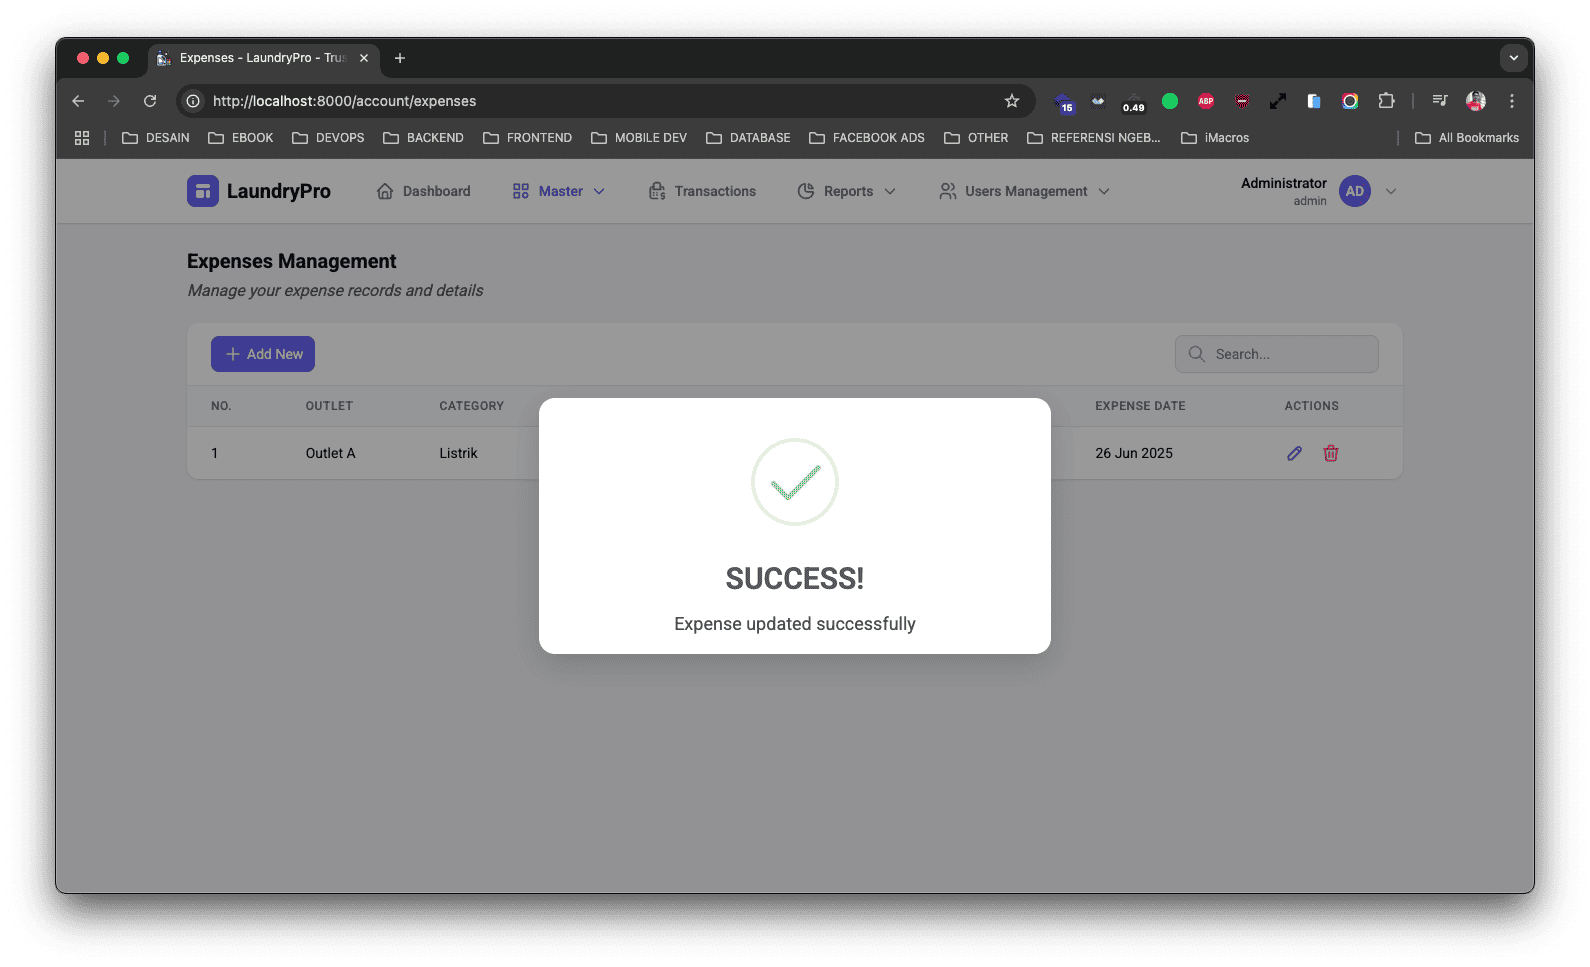 Expenses - LaundryPro - Trus
http://localhost:8000/account/expenses
15
0.49
ABP
DESAIN
EBOOK
DEVOPS
BACKEND
FRONTEND
MOBILE DEV
DATABASE
FACEBOOK ADS
OTHER
REFERENSI NGEB...
iMacros
All Bookmarks
LaundryPro
Dashboard
Master
Transactions
Reports
Users Management
Administrator
admin
AD
Expenses Management
Manage your expense records and details
Add New
Search...
NO.
OUTLET
CATEGORY
EXPENSE DATE
ACTIONS
1
Outlet A
Listrik
26 Jun 2025
SUCCESS!
Expense updated successfully